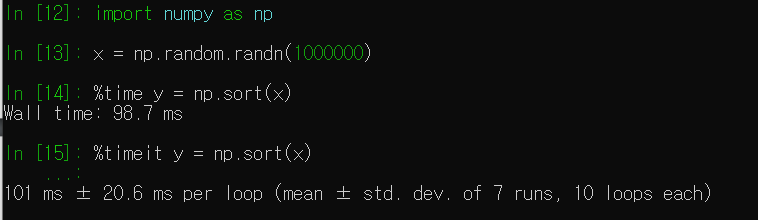 In [12]: import numpy as np
In [13]: x = np.random.randn(1000000)
In [14]: %time y = np.sort(x)
Wall time: 98.7 ms
In [15]: %timeit y = np.sort(x)
...:
101 ms ± 20.6 ms per loop (mean ± std. dev. of 7 runs, 10 loops each)